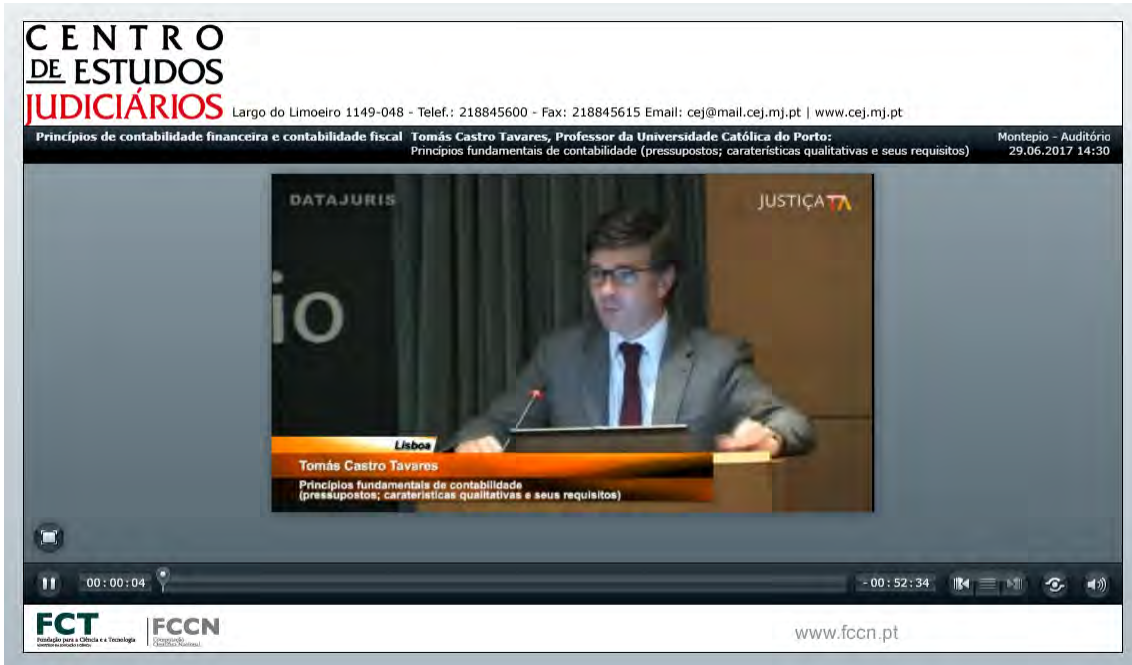 CENTRO
DE ESTUDOS
JUDICIÁRIOS
Largo do Limoeiro 1149-048 - Telef.: 218845600 - Fax: 218845615 Email: cej@mail.cej.mj.pt | www.cej.mj.pt
Princípios de contabilidade financeira e contabilidade fiscal
Tomás Castro Tavares, Professor da Universidade Católica do Porto:
Princípios fundamentais de contabilidade (pressupostos; caraterísticas qualitativas e seus requisitos)
Montepio - Auditório
29.06.2017 14:30
DATAJURIS
JUSTIÇA TV
io
Lisboa
Tomás Castro Tavares
Princípios fundamentais de contabilidade
(pressupostos; caraterísticas qualitativas e seus requisitos)
00:00:04
- 00:52:34
FCT
Fundação para a Ciência e a Tecnologia
FCCN
Computação
Científica Nacional
www.fccn.pt